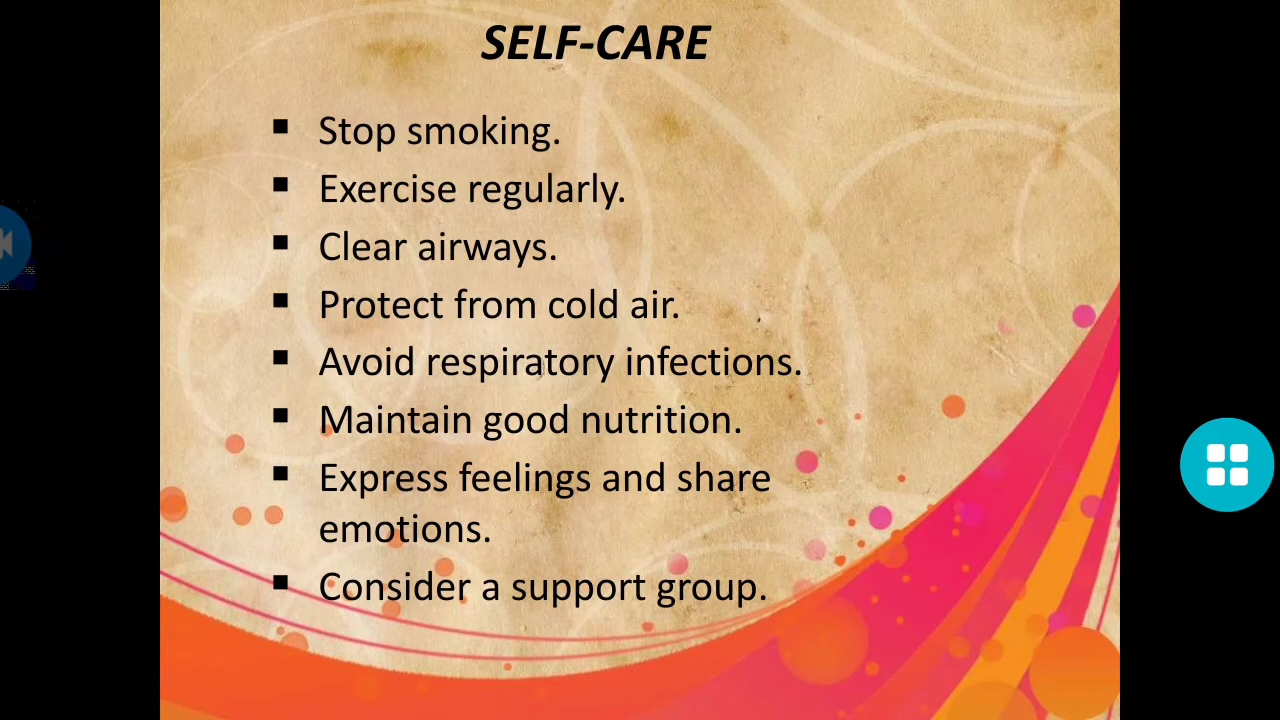 SELF-CARE
▪ Stop smoking.
▪ Exercise regularly.
▪ Clear airways.
▪ Protect from cold air.
▪ Avoid respiratory infections.
▪ Maintain good nutrition.
▪ Express feelings and share
emotions.
▪ Consider a support group.